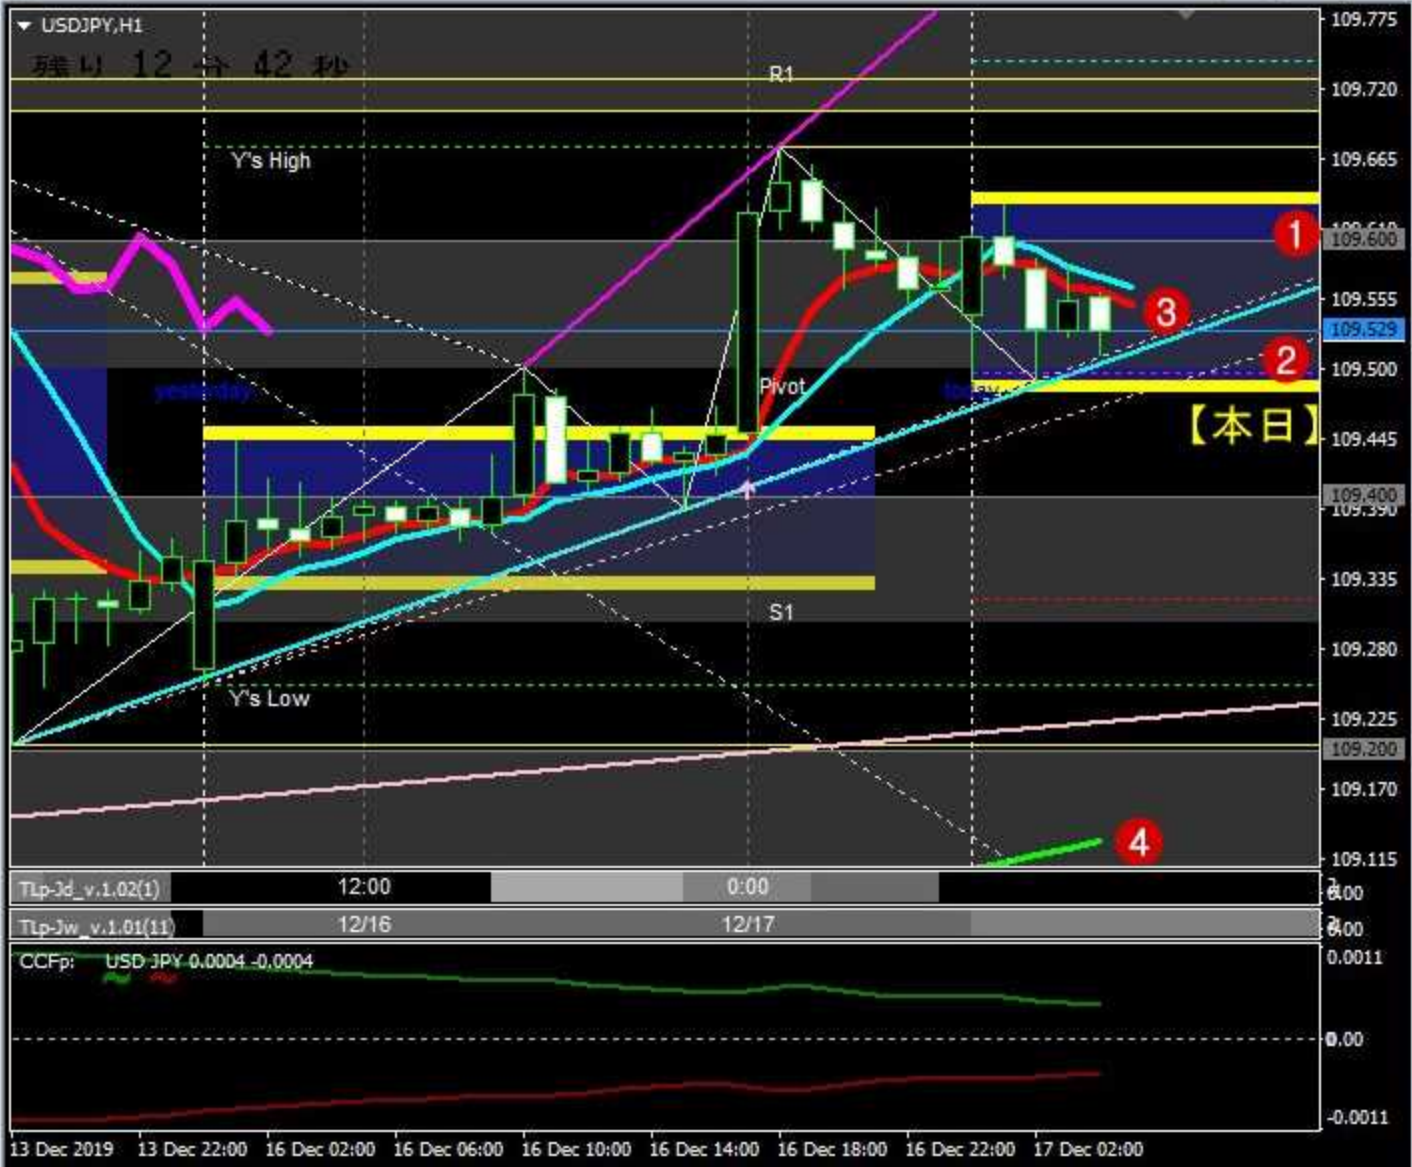 USDJPY,H1
残り 12 分 42 秒
R1
Y's High
yesterday
Pivot
today
【本日】
S1
Y's Low
1
2
3
4
109.775
109.720
109.665
109.600
109.555
109.529
109.500
109.445
109.400
109.390
109.335
109.280
109.225
109.200
109.170
109.115
TLp-Jd_v.1.02(1)
12:00
0:00
TLp-Jw_v.1.01(11)
12/16
12/17
CCFp: USD JPY 0.0004 -0.0004
0.0011
0.00
-0.0011
13 Dec 2019
13 Dec 22:00
16 Dec 02:00
16 Dec 06:00
16 Dec 10:00
16 Dec 14:00
16 Dec 18:00
16 Dec 22:00
17 Dec 02:00